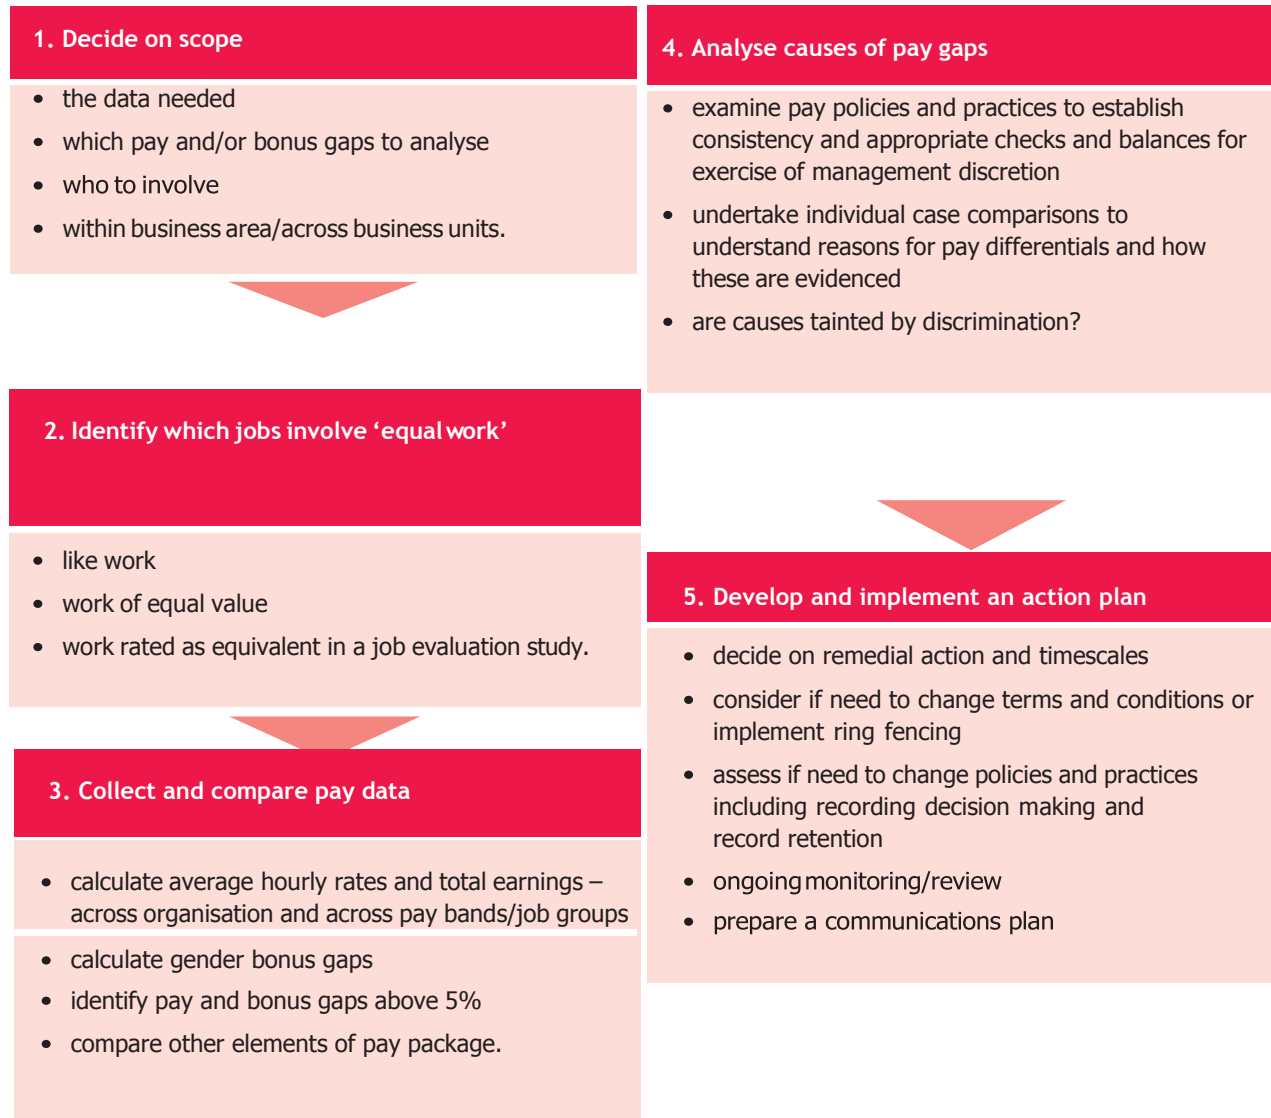 1. Decide on scope
• the data needed
• which pay and/or bonus gaps to analyse
• who to involve
• within business area/across business units.
2. Identify which jobs involve ‘equal work’
• like work
• work of equal value
• work rated as equivalent in a job evaluation study.
3. Collect and compare pay data
• calculate average hourly rates and total earnings –
across organisation and across pay bands/job groups
• calculate gender bonus gaps
• identify pay and bonus gaps above 5%
• compare other elements of pay package.
4. Analyse causes of pay gaps
• examine pay policies and practices to establish
consistency and appropriate checks and balances for
exercise of management discretion
• undertake individual case comparisons to
understand reasons for pay differentials and how
these are evidenced
• are causes tainted by discrimination?
5. Develop and implement an action plan
• decide on remedial action and timescales
• consider if need to change terms and conditions or
implement ring fencing
• assess if need to change policies and practices
including recording decision making and
record retention
• ongoing monitoring/review
• prepare a communications plan